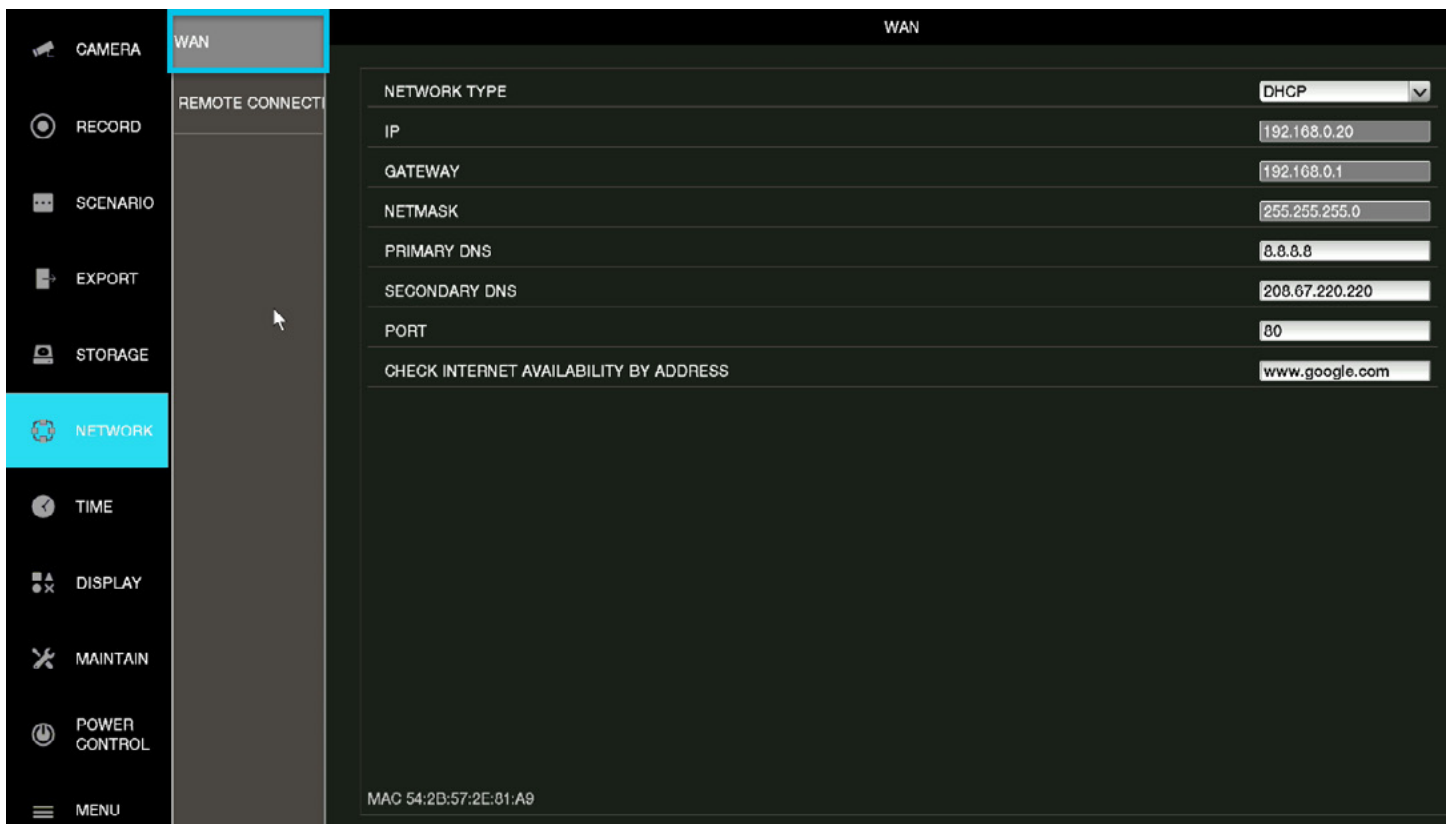 WAN
CAMERA
WAN
REMOTE CONNECTI
RECORD
SCENARIO
EXPORT
STORAGE
NETWORK
TIME
DISPLAY
MAINTAIN
POWER
CONTROL
MENU
NETWORK TYPE DHCP
IP 192.168.0.20
GATEWAY 192.168.0.1
NETMASK 255.255.255.0
PRIMARY DNS 8.8.8.8
SECONDARY DNS 208.67.220.220
PORT 80
CHECK INTERNET AVAILABILITY BY ADDRESS www.google.com
MAC 54:2B:57:2E:81:A9